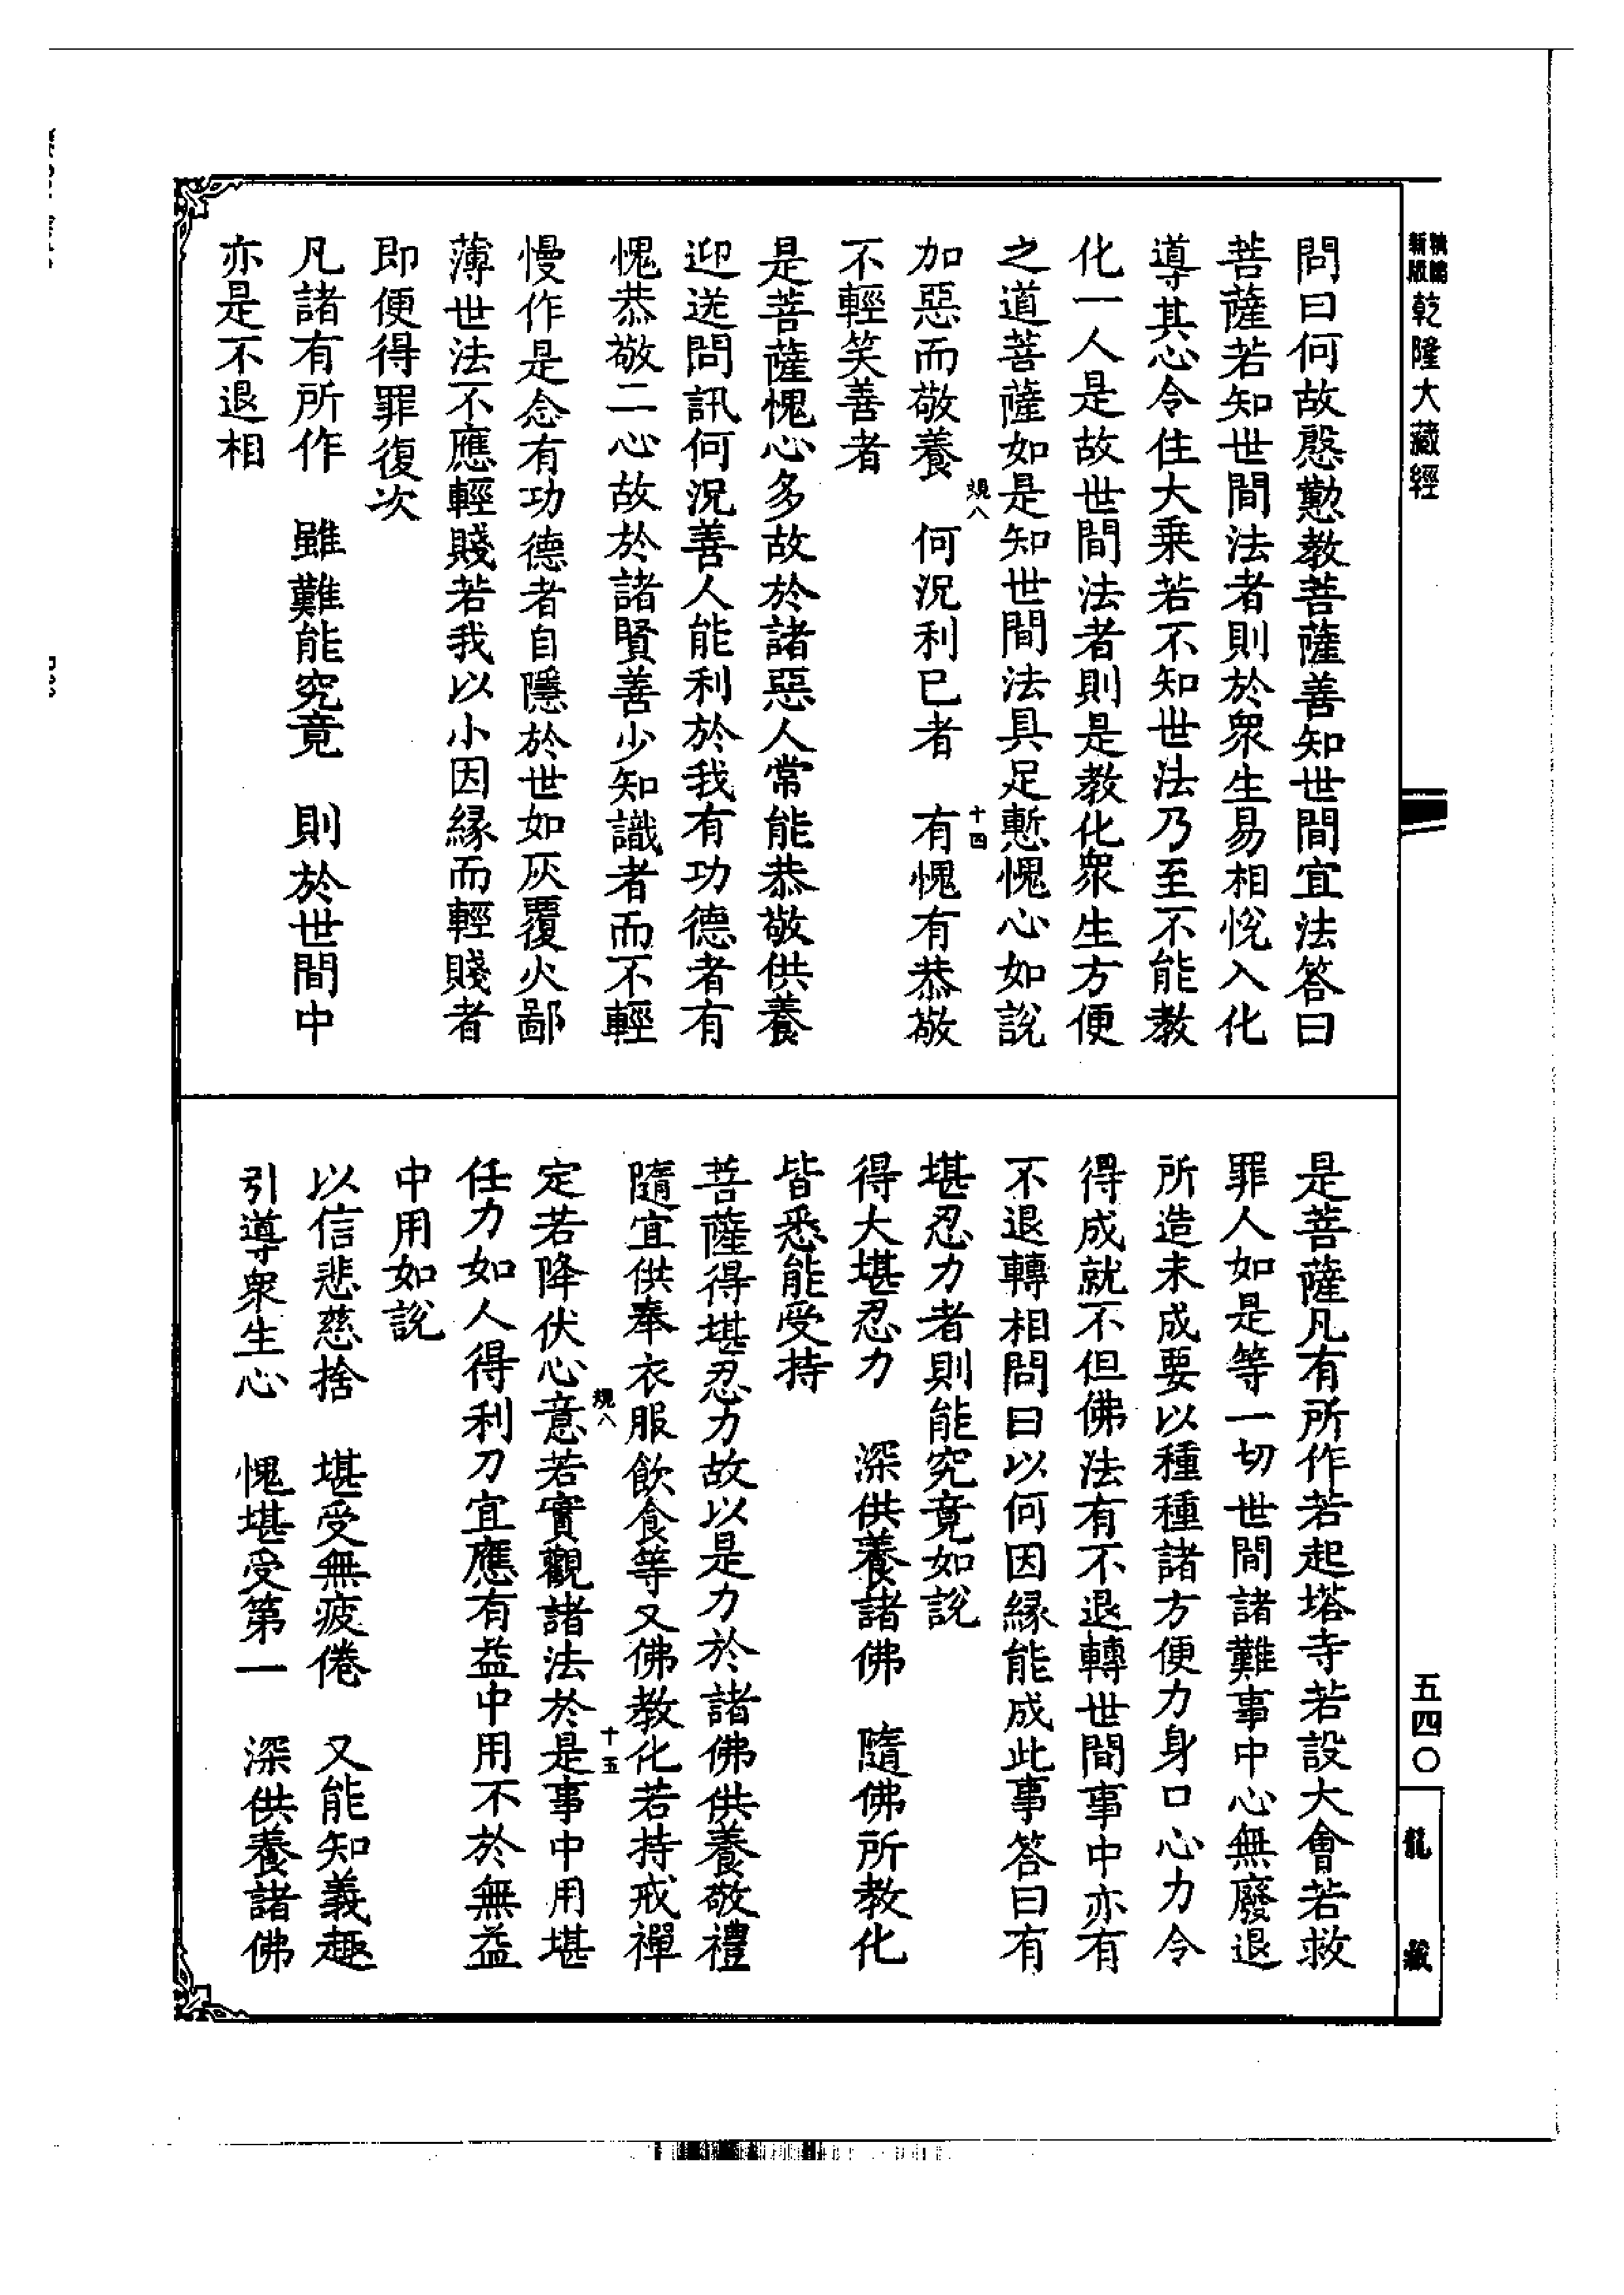 新版
乾隆大藏經
問曰何故慇懃教菩薩善知世間宜法答曰
菩薩若知世間法者則於衆生易相悅入化
導其心令住大乗若不知世法乃至不能教
化一人是故世間法者則是教化衆生方便
之道菩薩如是知世間法具足慙愧心如說
加惡而敬養　何況利已者　有愧有恭敬
規八
十四
不輕笑善者
是菩薩愧心多故於諸惡人常能恭敬供養
迎送問訊何況善人能利於我有功德者有
愧恭敬二心故於諸賢善少知識者而不輕
慢作是念有功德者自隱於世如灰覆火鄙
薄世法不應輕賤若我以小因緣而輕賤者
即便得罪復次
凡諸有所作　雖難能究竟　則於世間中
亦是不退相
是菩薩凡有所作若起塔寺若設大會若救
罪人如是等一切世間諸難事中心無廢退
所造未成要以種種諸方便力身口心力令
得成就不但佛法有不退轉世間事中亦有
不退轉相問曰以何因緣能成此事答曰有
堪忍力者則能究竟如說
得大堪忍力　深供養諸佛　隨佛所教化
皆悉能受持
菩薩得堪忍力故以是力於諸佛供養敬禮
隨宜供奉衣服飲食等又佛教化若持戒禪
定若降伏心意若實觀諸法於是事中用堪
規八
十五
任力如人得利刀宜應有益中用不於無益
中用如說
以信悲慈捨　堪受無疲倦　又能知義趣
引導衆生心　愧堪受第一　深供養諸佛
五四〇
龍藏